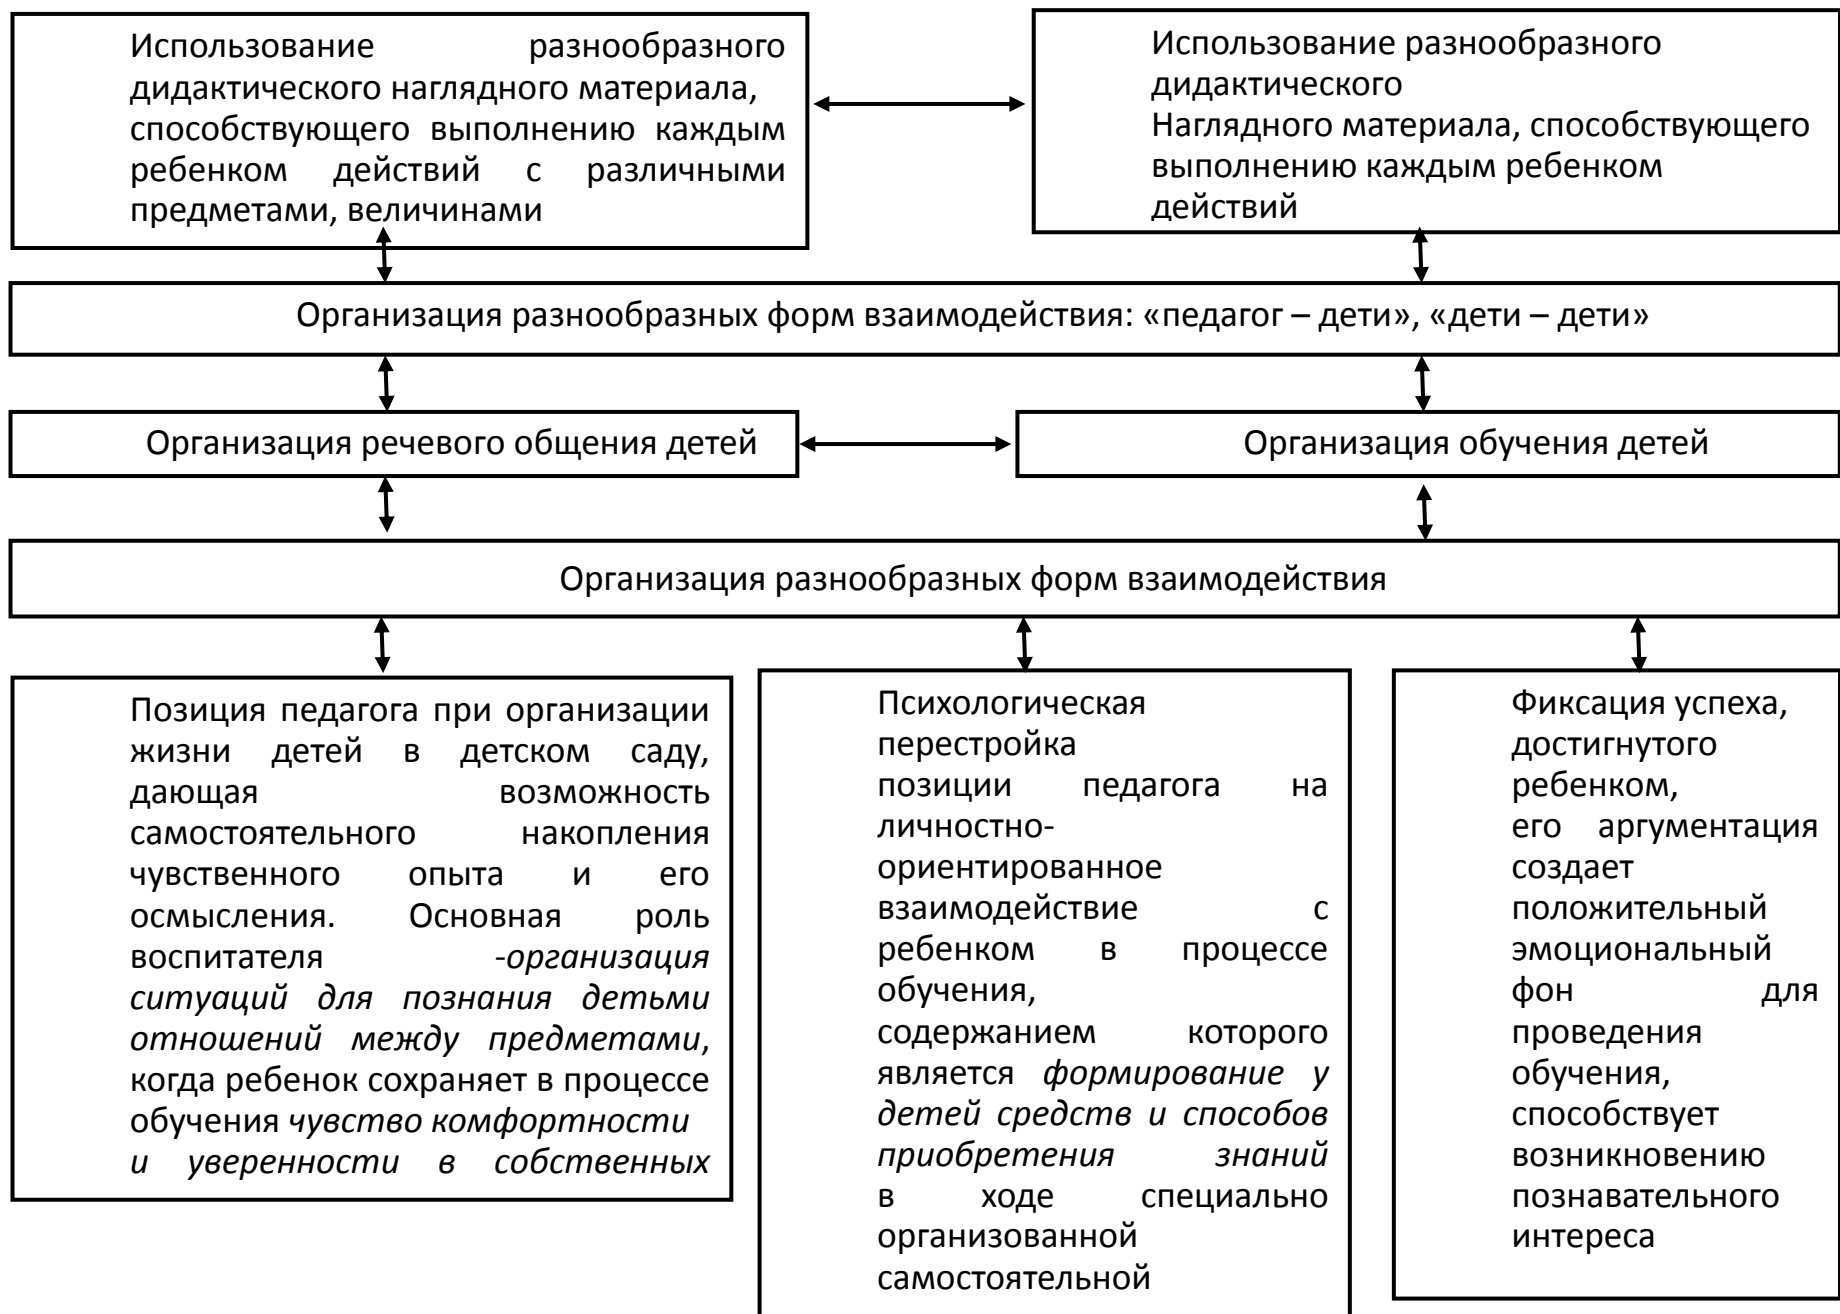 Использование разнообразного
дидактического наглядного материала,
способствующего выполнению каждым
ребенком действий с различными
предметами, величинами
Использование разнообразного
дидактического
Наглядного материала, способствующего
выполнению каждым ребенком
действий
Организация разнообразных форм взаимодействия: «педагог – дети», «дети – дети»
Организация речевого общения детей
Организация обучения детей
Организация разнообразных форм взаимодействия
Позиция педагога при организации
жизни детей в детском саду,
дающая возможность
самостоятельного накопления
чувственного опыта и его
осмысления. Основная роль
воспитателя -организация
ситуаций для познания детьми
отношений между предметами,
когда ребенок сохраняет в процессе
обучения чувство комфортности
и уверенности в собственных
Психологическая
перестройка
позиции педагога на
личностно-
ориентированное
взаимодействие с
ребенком в процессе
обучения,
содержанием которого
является формирование у
детей средств и способов
приобретения знаний
в ходе специально
организованной
самостоятельной
Фиксация успеха,
достигнутого
ребенком,
его аргументация
создает
положительный
эмоциональный
фон для
проведения
обучения,
способствует
возникновению
познавательного
интереса